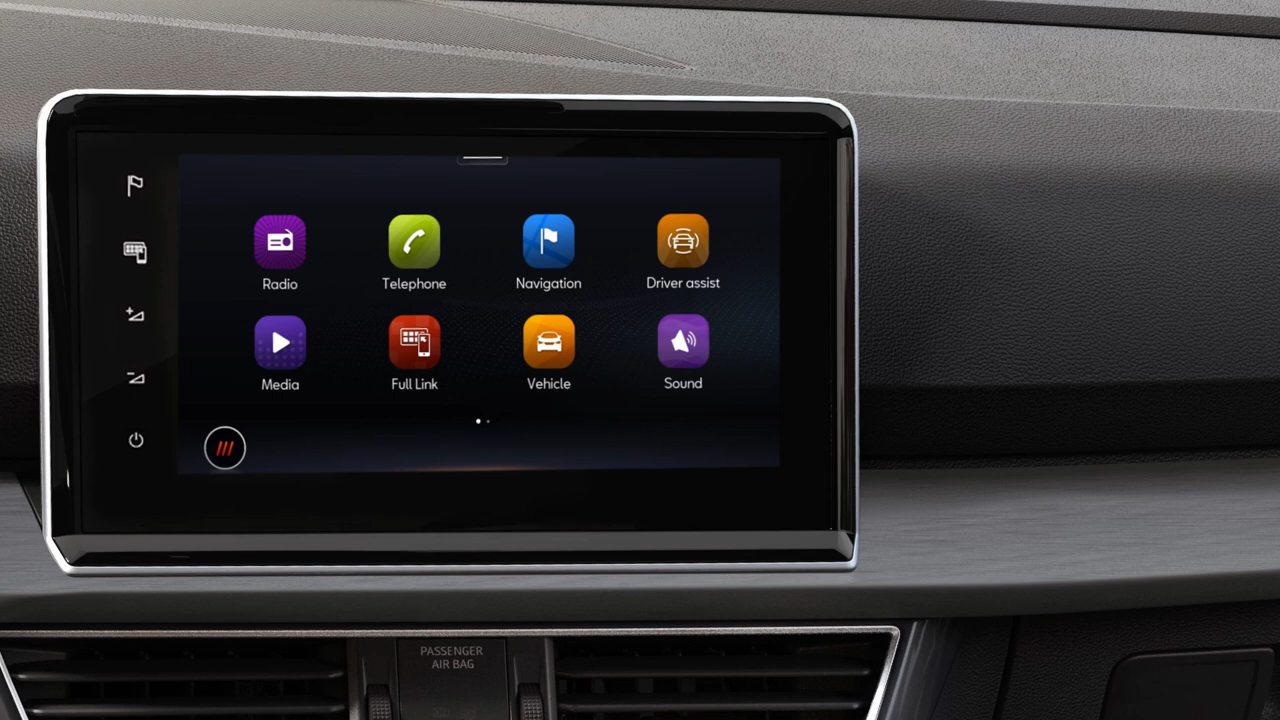 Radio
Telephone
Navigation
Driver assist
Media
Full Link
Vehicle
Sound
PASSENGER
AIR BAG